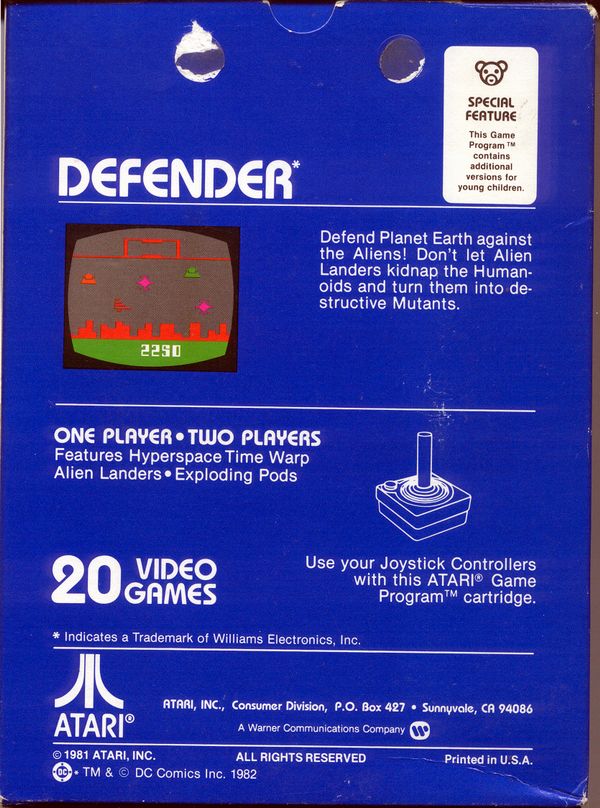 SPECIAL
FEATURE
This Game
Program™
contains
additional
versions for
young children.
DEFENDER*
Defend Planet Earth against
the Aliens! Don't let Alien
Landers kidnap the Human-
oids and turn them into de-
structive Mutants.
2250
ONE PLAYER • TWO PLAYERS
Features Hyperspace Time Warp
Alien Landers • Exploding Pods
20 VIDEO
GAMES
Use your Joystick Controllers
with this ATARI® Game
Program™ cartridge.
* Indicates a Trademark of Williams Electronics, Inc.
ATARI®
ATARI, INC., Consumer Division, P.O. Box 427 • Sunnyvale, CA 94086
A Warner Communications Company
© 1981 ATARI, INC. ALL RIGHTS RESERVED Printed in U.S.A.
DC * TM & © DC Comics Inc. 1982